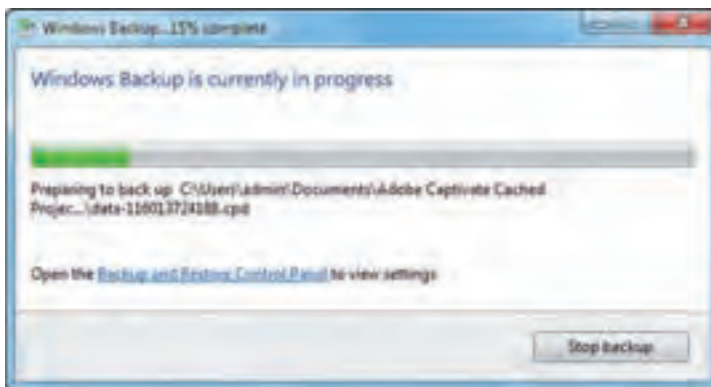 Windows Backup...15% complete
Windows Backup is currently in progress
Preparing to back up C:\Users\admin\Documents\Adobe Captivate Cached
Projec...\data-116013724188.cpd
Open the Backup and Restore Control Panel to view settings
Stop backup